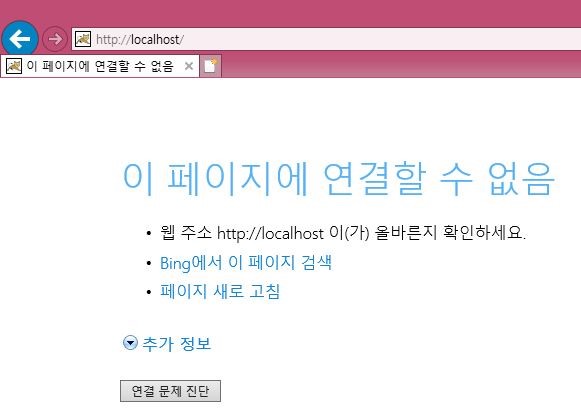 http://localhost/
이 페이지에 연결할 수 없음
이 페이지에 연결할 수 없음
• 웹 주소 http://localhost 이(가) 올바른지 확인하세요.
• Bing에서 이 페이지 검색
• 페이지 새로 고침
추가 정보
연결 문제 진단